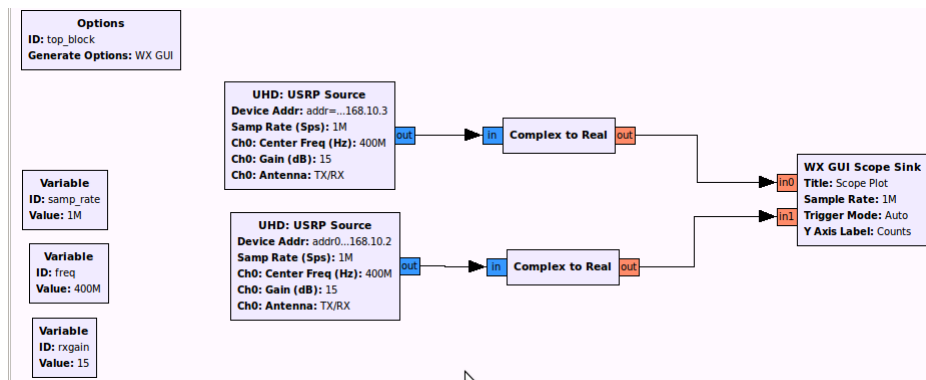 Options
ID: top_block
Generate Options: WX GUI
UHD: USRP Source
Device Addr: addr=...168.10.3
Samp Rate (Sps): 1M
Ch0: Center Freq (Hz): 400M
Ch0: Gain (dB): 15
Ch0: Antenna: TX/RX
out
in
Complex to Real
out
Variable
ID: samp_rate
Value: 1M
UHD: USRP Source
Device Addr: addr0...168.10.2
Samp Rate (Sps): 1M
Ch0: Center Freq (Hz): 400M
Ch0: Gain (dB): 15
Ch0: Antenna: TX/RX
out
in
Complex to Real
out
in0
in1
WX GUI Scope Sink
Title: Scope Plot
Sample Rate: 1M
Trigger Mode: Auto
Y Axis Label: Counts
Variable
ID: freq
Value: 400M
Variable
ID: rxgain
Value: 15